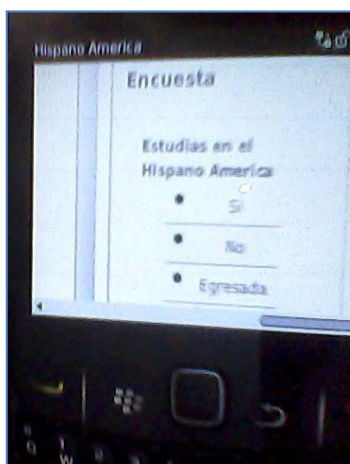 Hispano America
Encuesta
Estudias en el
Hispano America
Si
No
Egresada
Q
W